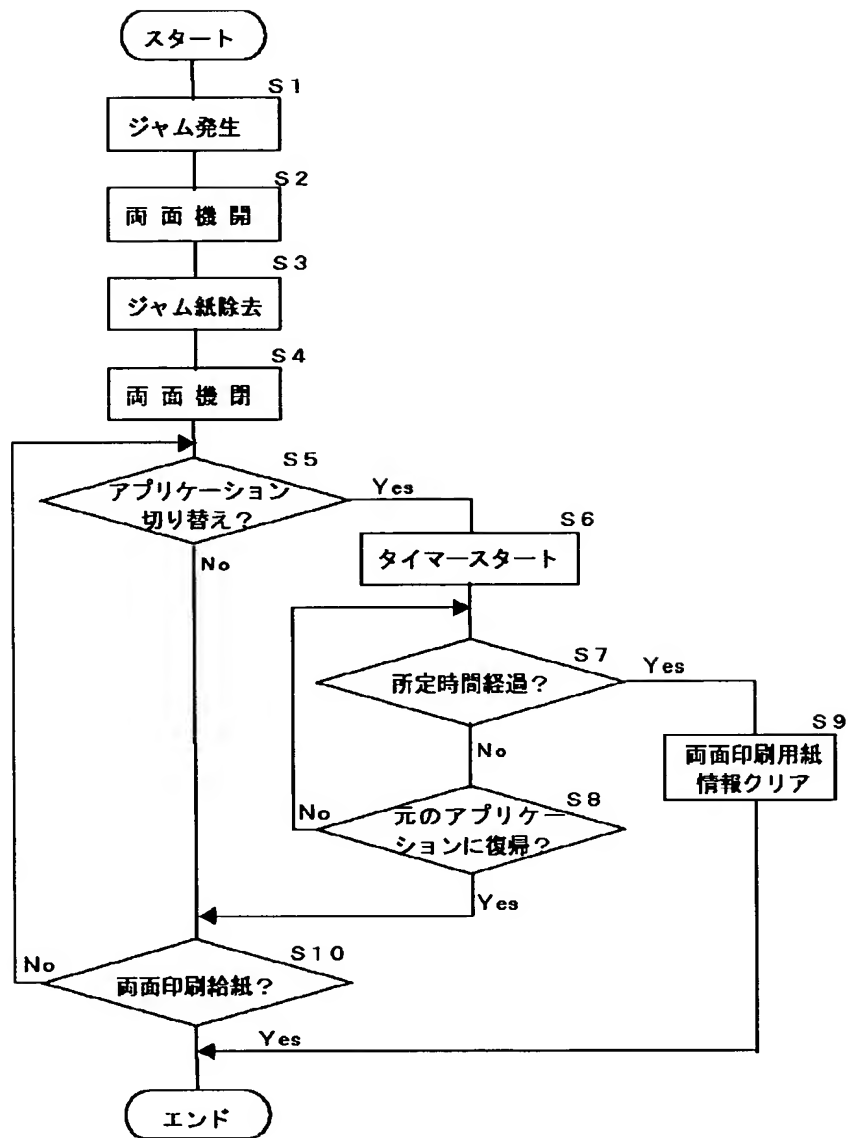 スタート
S1
ジャム発生
S2
両面機開
S3
ジャム紙除去
S4
両面機閉
S5
アプリケーション
切り替え?
Yes
No
S6
タイマースタート
S7
所定時間経過?
Yes
No
S9
両面印刷用紙
情報クリア
S8
元のアプリケー
ションに復帰?
No
Yes
S10
両面印刷給紙?
No
Yes
エンド